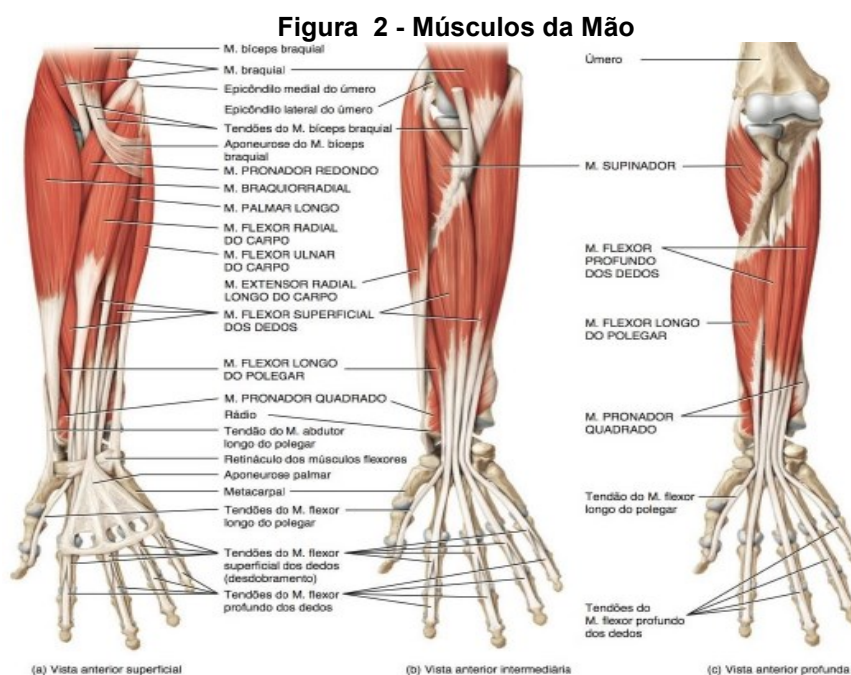 Figura 2 - Músculos da Mão
M. bíceps braquial
M. braquial
Epicôndilo medial do úmero
Epicôndilo lateral do úmero
Tendões do M. bíceps braquial
Aponeurose do M. bíceps
braquial
M. PRONADOR REDONDO
M. BRAQUIORRADIAL
M. PALMAR LONGO
M. FLEXOR RADIAL
DO CARPO
M. FLEXOR ULNAR
DO CARPO
M. EXTENSOR RADIAL
LONGO DO CARPO
M. FLEXOR SUPERFICIAL
DOS DEDOS
M. FLEXOR LONGO
DO POLEGAR
M. PRONADOR QUADRADO
Rádio
Tendão do M. abdutor
longo do polegar
Retináculo dos músculos flexores
Aponeurose palmar
Metacarpal
Tendões do M. flexor
longo do polegar
Tendões do M. flexor
superficial dos dedos
(desdobramento)
Tendões do M. flexor
profundo dos dedos
Úmero
M. SUPINADOR
M. FLEXOR
PROFUNDO
DOS DEDOS
M. FLEXOR LONGO
DO POLEGAR
M. PRONADOR
QUADRADO
Tendão do M. flexor
longo do polegar
Tendões do
M. flexor profundo
dos dedos
(a) Vista anterior superficial
(b) Vista anterior intermediária
(c) Vista anterior profunda